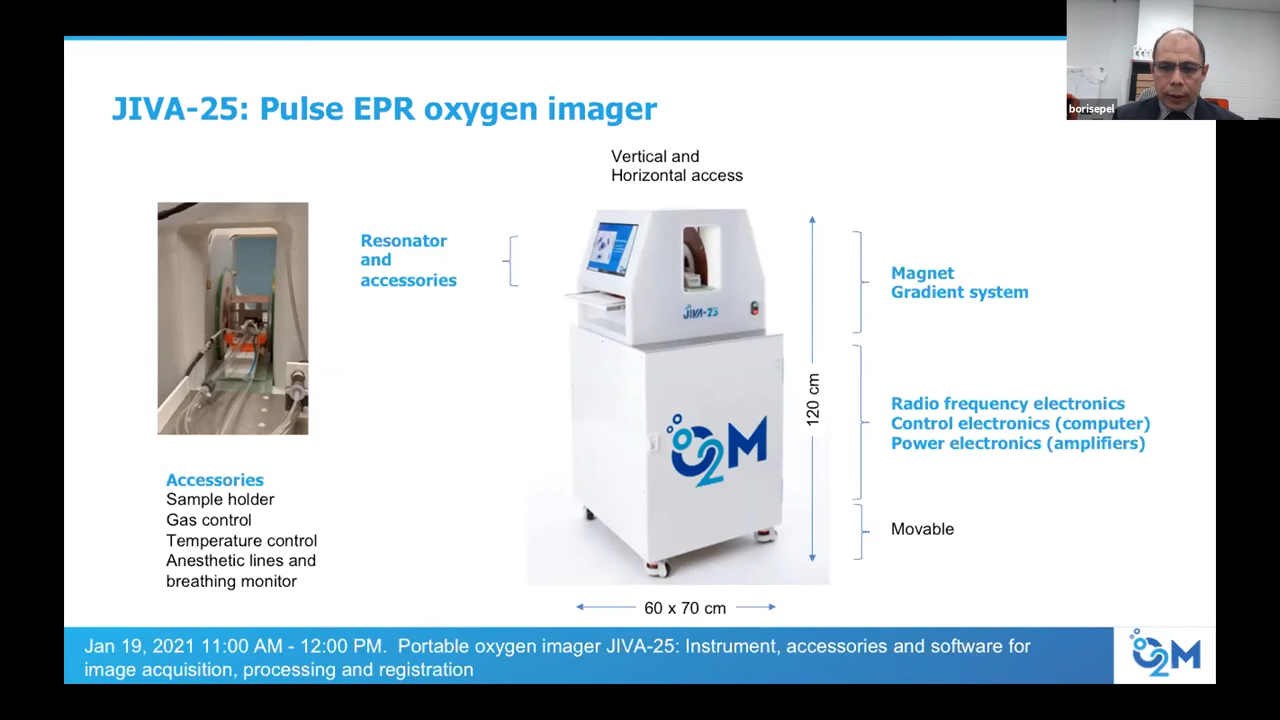 borisepel
JIVA-25: Pulse EPR oxygen imager
Vertical and
Horizontal access
Resonator
and
accessories
Magnet
Gradient system
JIVA-25
120 cm
Radio frequency electronics
Control electronics (computer)
Power electronics (amplifiers)
O2M
Accessories
Sample holder
Gas control
Temperature control
Anesthetic lines and
breathing monitor
Movable
60 x 70 cm
Jan 19, 2021 11:00 AM - 12:00 PM. Portable oxygen imager JIVA-25: Instrument, accessories and software for
image acquisition, processing and registration
O2M